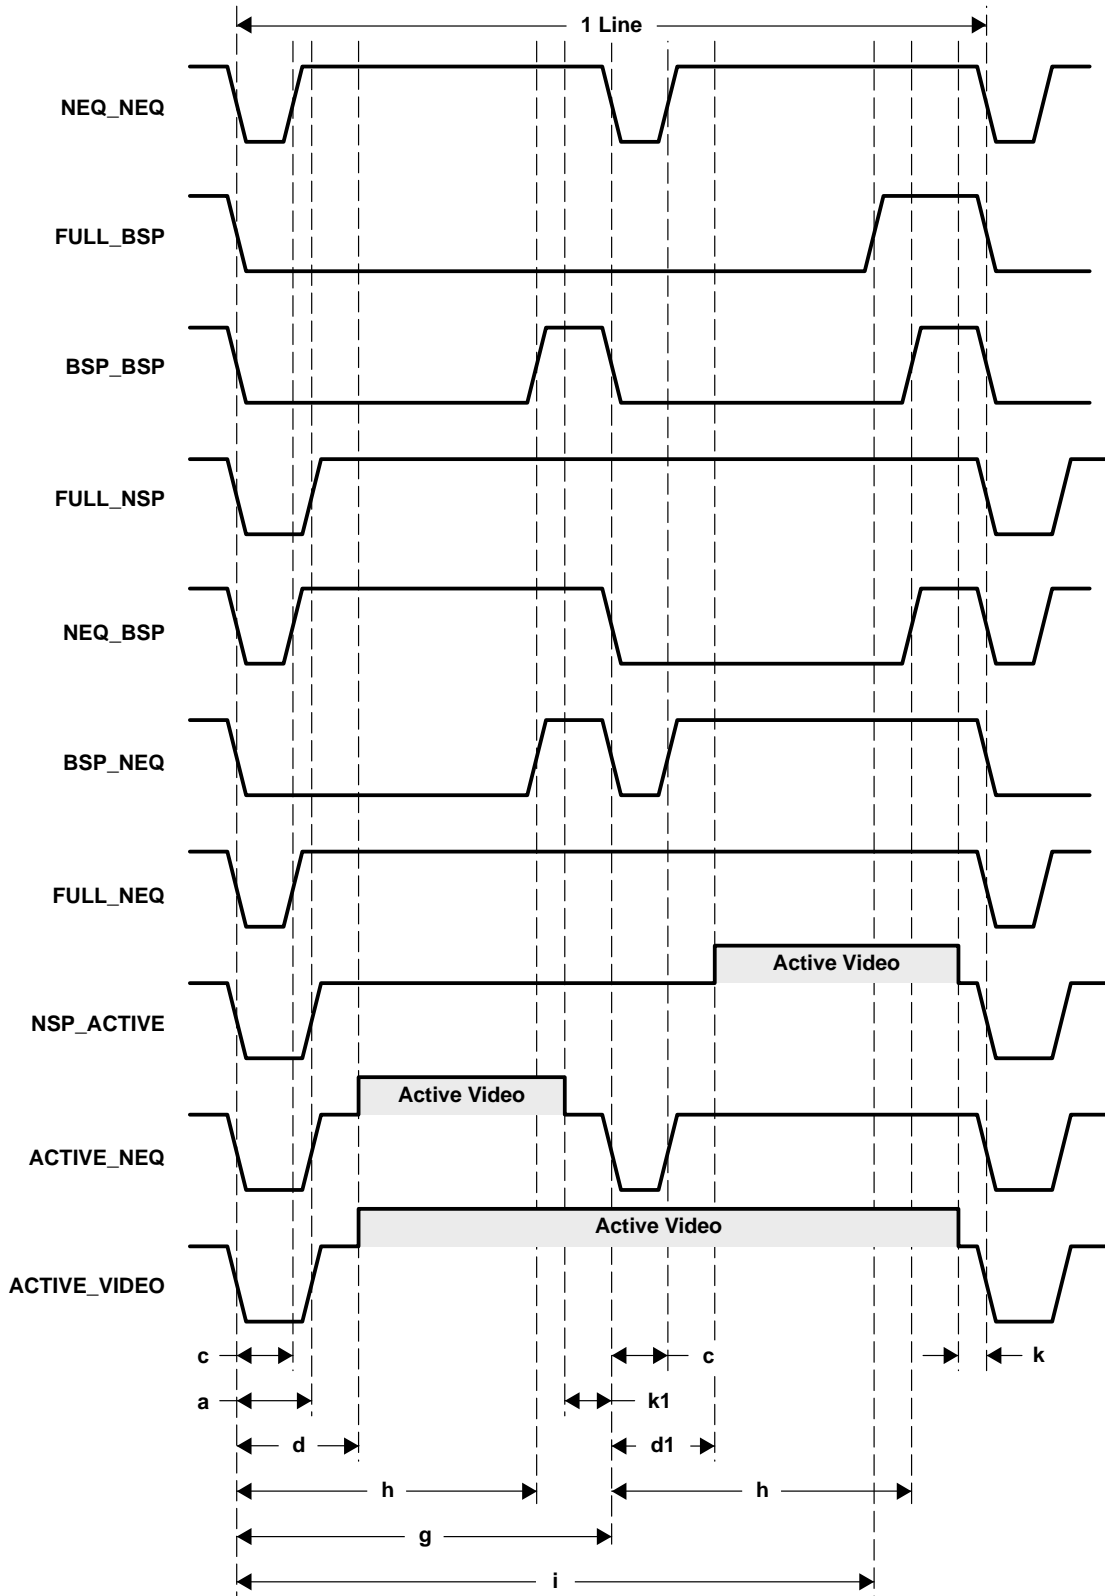 1 Line
NEQ_NEQ
FULL_BSP
BSP_BSP
FULL_NSP
NEQ_BSP
BSP_NEQ
FULL_NEQ
Active Video
NSP_ACTIVE
Active Video
ACTIVE_NEQ
Active Video
ACTIVE_VIDEO
c c k
a k1
d d1
h h
g
i